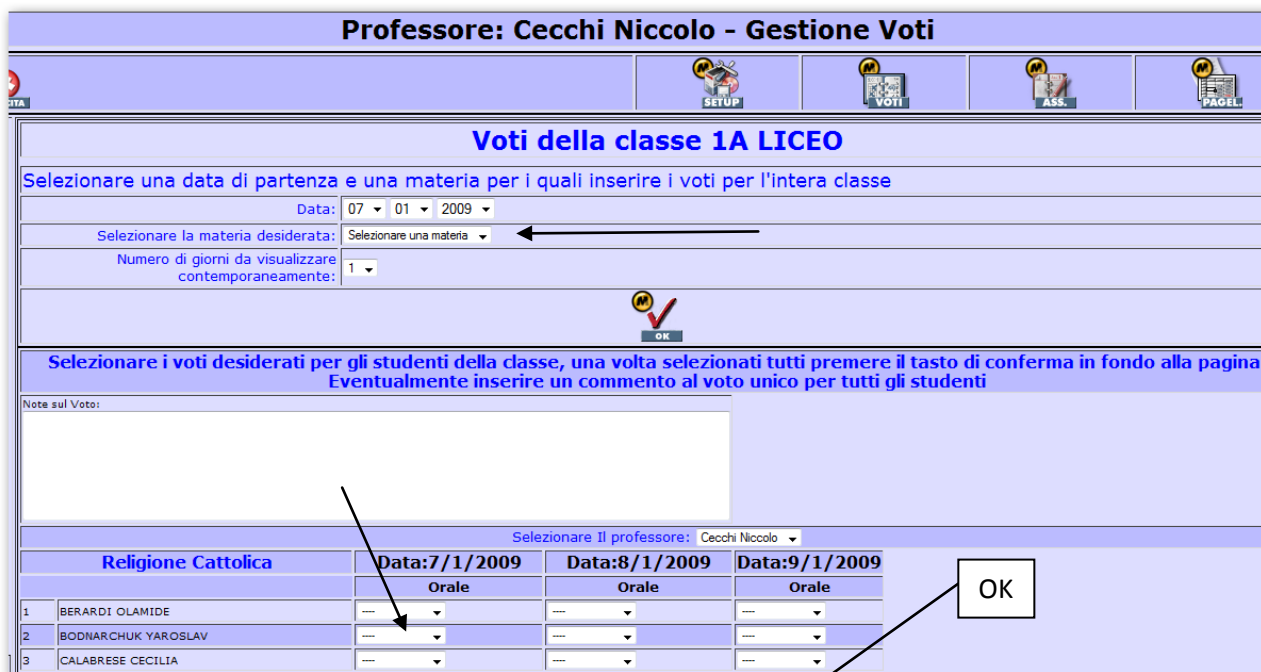 Professore: Cecchi Niccolo - Gestione Voti
SETUP VOTI ASS. PAGEL.
Voti della classe 1A LICEO
Selezionare una data di partenza e una materia per i quali inserire i voti per l'intera classe
Data: 07 01 2009
Selezionare la materia desiderata: Selezionare una materia
Numero di giorni da visualizzare
contemporaneamente: 1
OK
Selezionare i voti desiderati per gli studenti della classe, una volta selezionati tutti premere il tasto di conferma in fondo alla pagina
Eventualmente inserire un commento al voto unico per tutti gli studenti
Note sul Voto:
Selezionare Il professore: Cecchi Niccolo
Religione Cattolica Data:7/1/2009 Data:8/1/2009 Data:9/1/2009
Orale Orale Orale
OK
1 BERARDI OLAMIDE ---- ---- ----
2 BODNARCHUK YAROSLAV ---- ---- ----
3 CALABRESE CECILIA ---- ---- ----